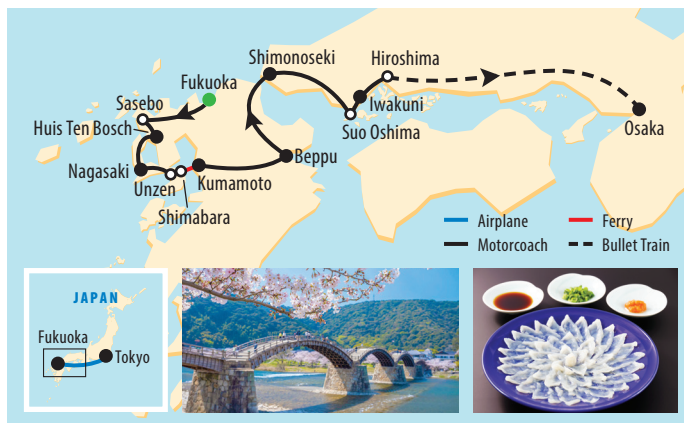 Shimonoseki
Hiroshima
Fukuoka
Sasebo
Iwakuni
Huis Ten Bosch
Suo Oshima
Osaka
Beppu
Nagasaki
Kumamoto
Unzen
Shimabara
Airplane
Ferry
Motorcoach
Bullet Train
JAPAN
Fukuoka
Tokyo